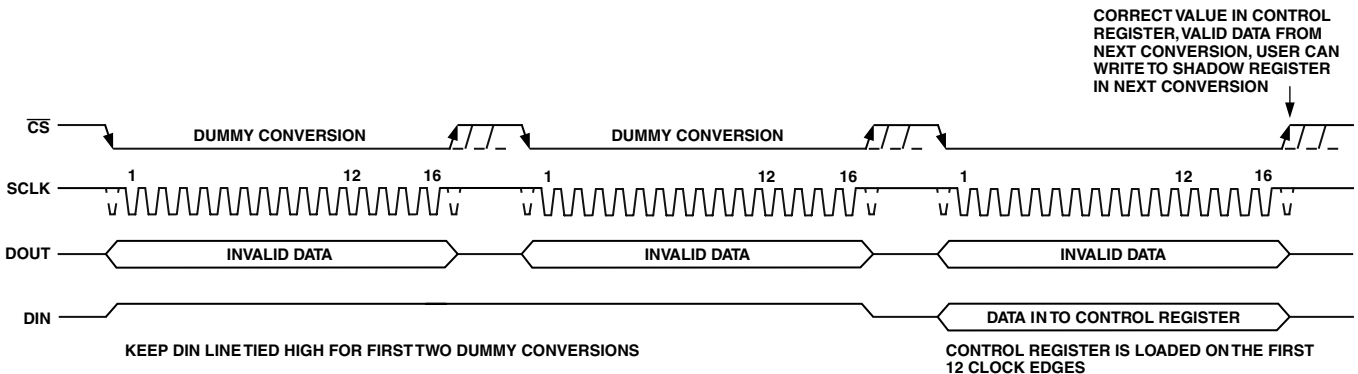 CORRECT VALUE IN CONTROL
REGISTER, VALID DATA FROM
NEXT CONVERSION, USER CAN
WRITE TO SHADOW REGISTER
IN NEXT CONVERSION
CS DUMMY CONVERSION DUMMY CONVERSION
SCLK 1 12 16 1 12 16 1 12 16
DOUT INVALID DATA INVALID DATA INVALID DATA
DIN DATA IN TO CONTROL REGISTER
KEEP DIN LINE TIED HIGH FOR FIRST TWO DUMMY CONVERSIONS
CONTROL REGISTER IS LOADED ON THE FIRST
12 CLOCK EDGES